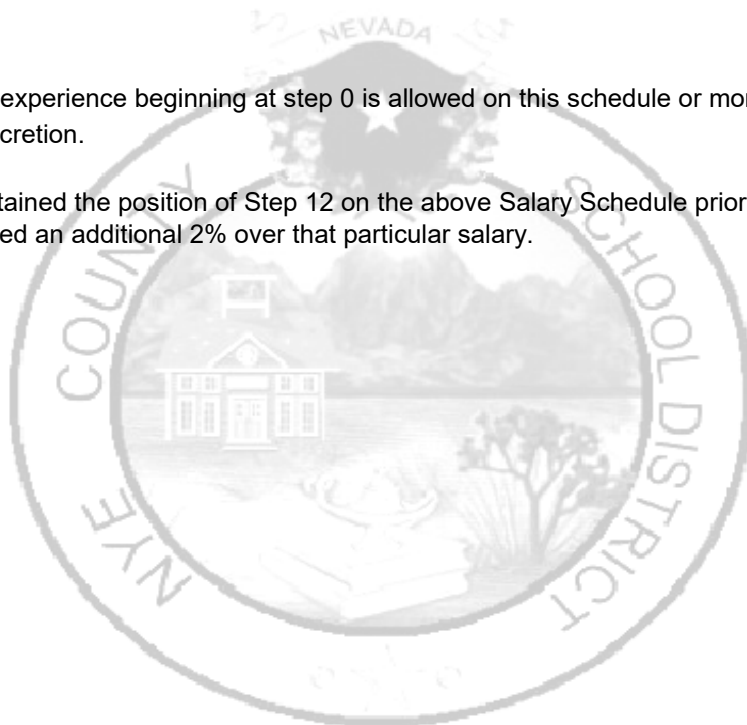 NEVADA
experience beginning at step 0 is allowed on this schedule or mor
cretion.
tained the position of Step 12 on the above Salary Schedule prior
ed an additional 2% over that particular salary.
NYE COUNTY SCHOOL DISTRICT